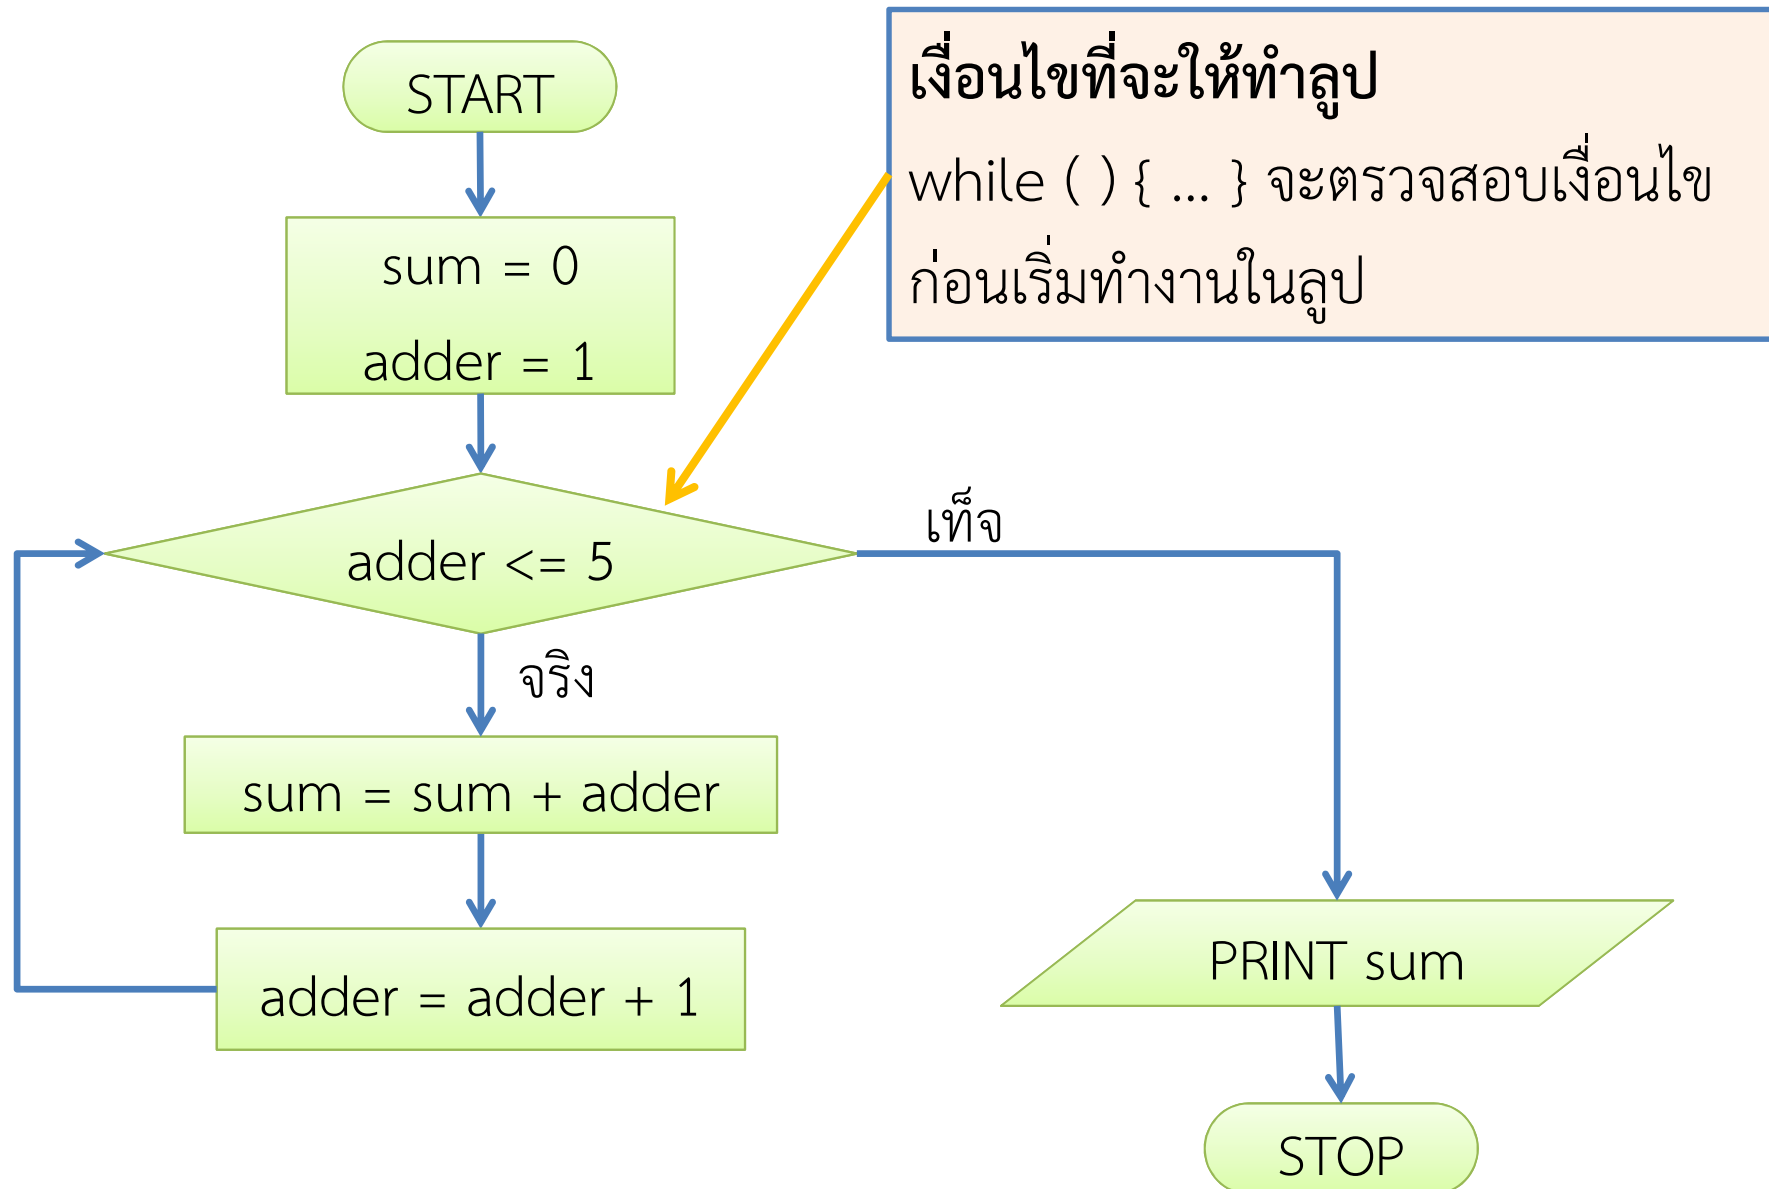 START
เงื่อนไขที่จะให้ทำลูป
while ( ) { ... } จะตรวจสอบเงื่อนไข
ก่อนเริ่มทำงานในลูป
sum = 0
adder = 1
adder <= 5
เท็จ
จริง
sum = sum + adder
adder = adder + 1
PRINT sum
STOP